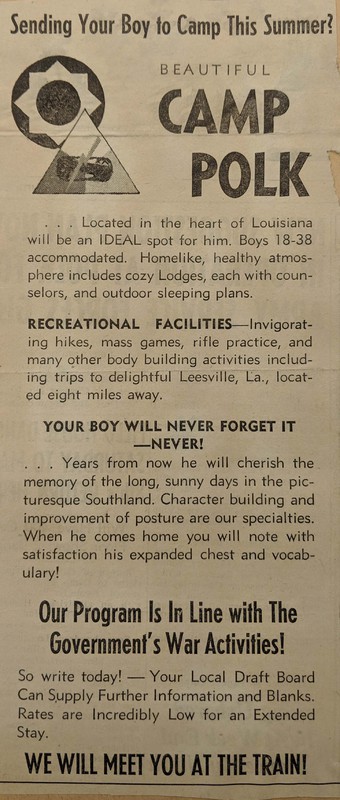 Sending Your Boy to Camp This Summer?
BEAUTIFUL
CAMP
POLK
. . . Located in the heart of Louisiana
will be an IDEAL spot for him. Boys 18-38
accommodated. Homelike, healthy atmos-
phere includes cozy Lodges, each with coun-
selors, and outdoor sleeping plans.
RECREATIONAL FACILITIES—Invigorat-
ing hikes, mass games, rifle practice, and
many other body building activities includ-
ing trips to delightful Leesville, La., locat-
ed eight miles away.
YOUR BOY WILL NEVER FORGET IT
—NEVER!
. . . Years from now he will cherish the
memory of the long, sunny days in the pic-
turesque Southland. Character building and
improvement of posture are our specialties.
When he comes home you will note with
satisfaction his expanded chest and vocab-
ulary!
Our Program Is In Line with The
Government's War Activities!
So write today! — Your Local Draft Board
Can Supply Further Information and Blanks.
Rates are Incredibly Low for an Extended
Stay.
WE WILL MEET YOU AT THE TRAIN!